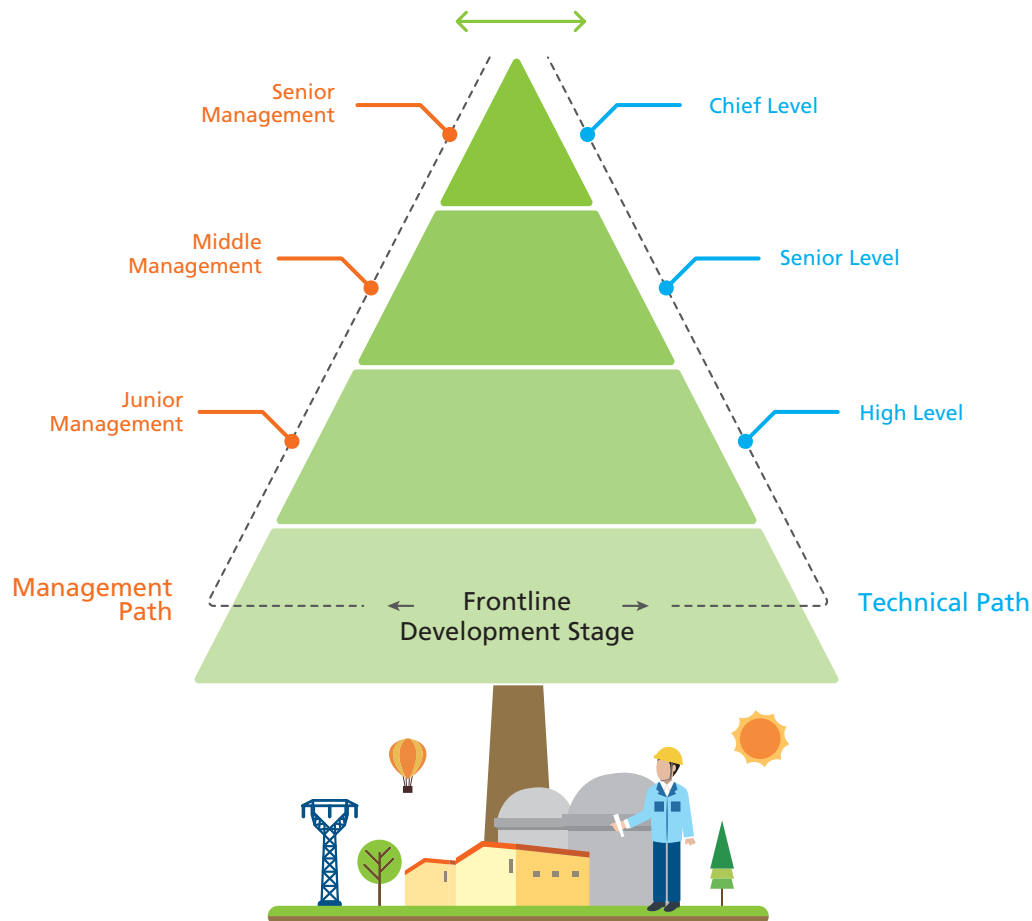 Senior
Management
Chief Level
Middle
Management
Senior Level
Junior
Management
High Level
Management
Path
Frontline
Development Stage
Technical Path